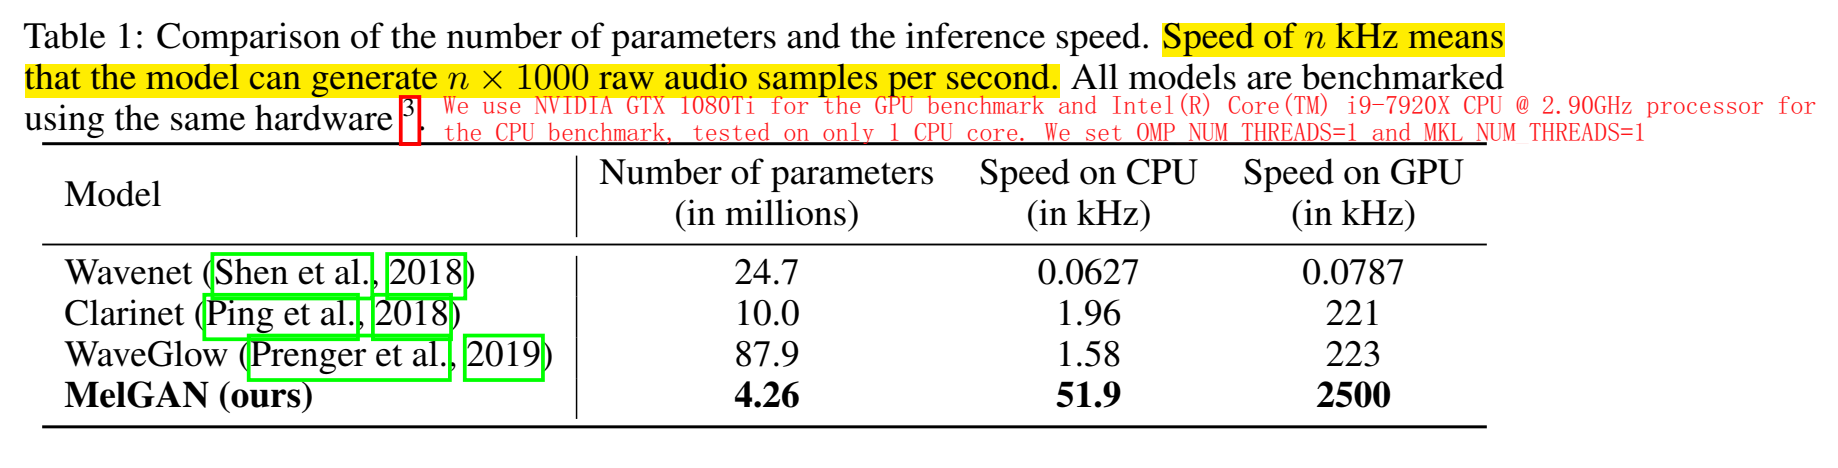 Table 1: Comparison of the number of parameters and the inference speed. Speed of n kHz means
that the model can generate n × 1000 raw audio samples per second. All models are benchmarked
using the same hardware 3.
We use NVIDIA GTX 1080Ti for the GPU benchmark and Intel(R) Core(TM) i9-7920X CPU @ 2.90GHz processor for
the CPU benchmark, tested on only 1 CPU core. We set OMP_NUM_THREADS=1 and MKL_NUM_THREADS=1
Model | Number of parameters (in millions) | Speed on CPU (in kHz) | Speed on GPU (in kHz)
Wavenet (Shen et al., 2018) | 24.7 | 0.0627 | 0.0787
Clarinet (Ping et al., 2018) | 10.0 | 1.96 | 221
WaveGlow (Prenger et al., 2019) | 87.9 | 1.58 | 223
MelGAN (ours) | 4.26 | 51.9 | 2500